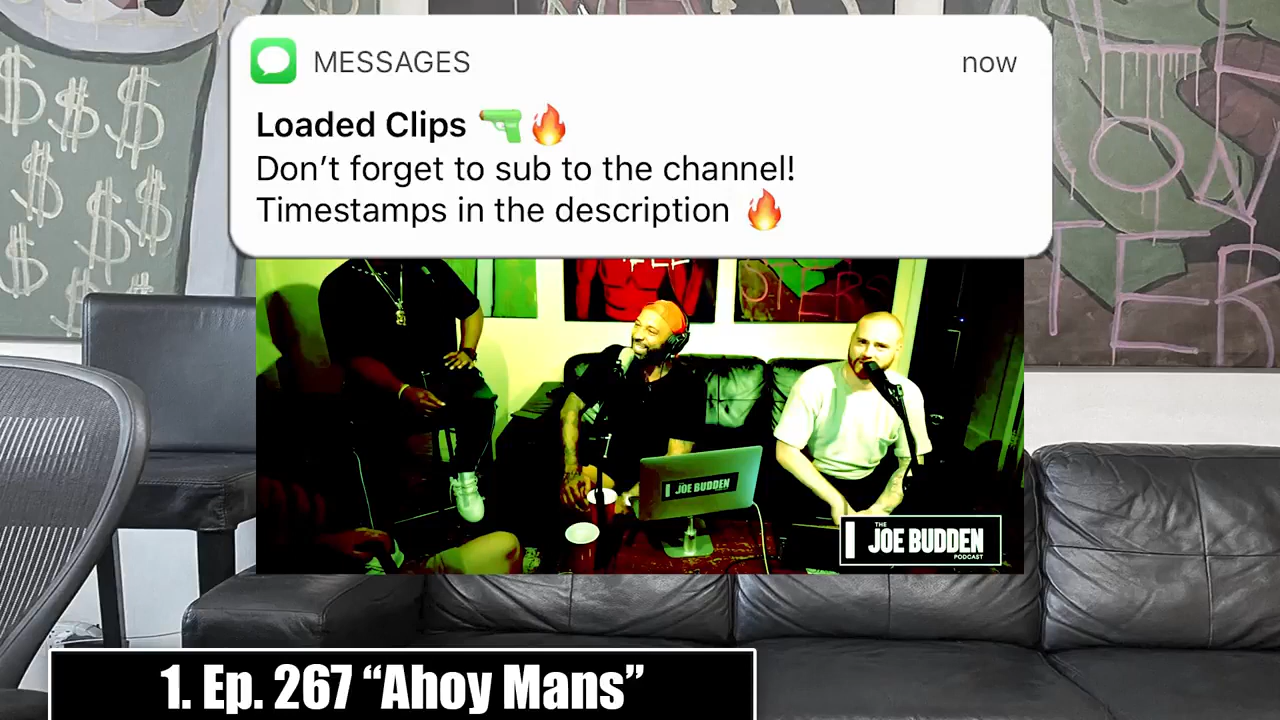 MESSAGES
now
Loaded Clips 🔫🔥
Don’t forget to sub to the channel!
Timestamps in the description 🔥
$ $
$ $ $
$ $
JOE BUDDEN
THE
JOE BUDDEN
PODCAST
1. Ep. 267 “Ahoy Mans”